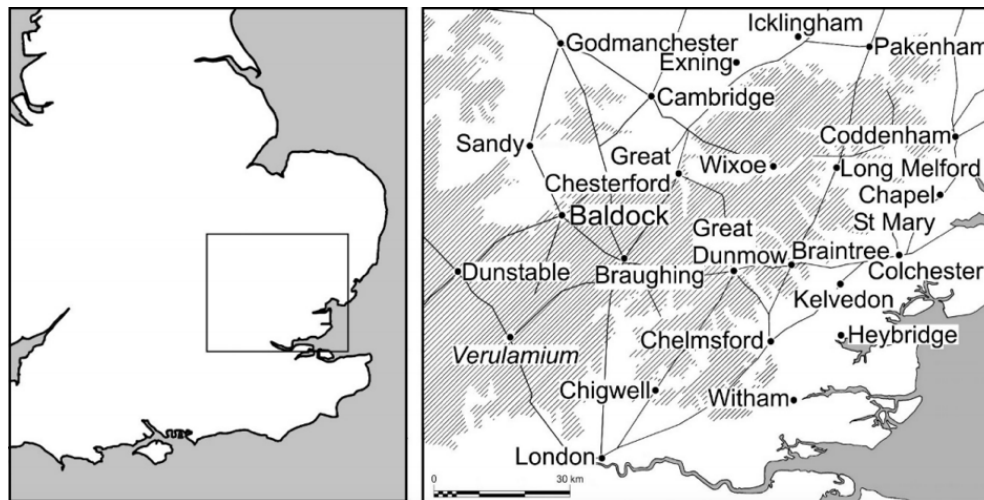 Icklingham
Godmanchester
Pakenham
Exning
Cambridge
Sandy
Coddenham
Great
Chesterford
Wixoe
Long Melford
Chapel
St Mary
Baldock
Great
Dunmow
Braintree
Dunstable
Braughing
Colchester
Kelvedon
Verulamium
Chelmsford
Heybridge
Chigwell
Witham
London
0 30 km